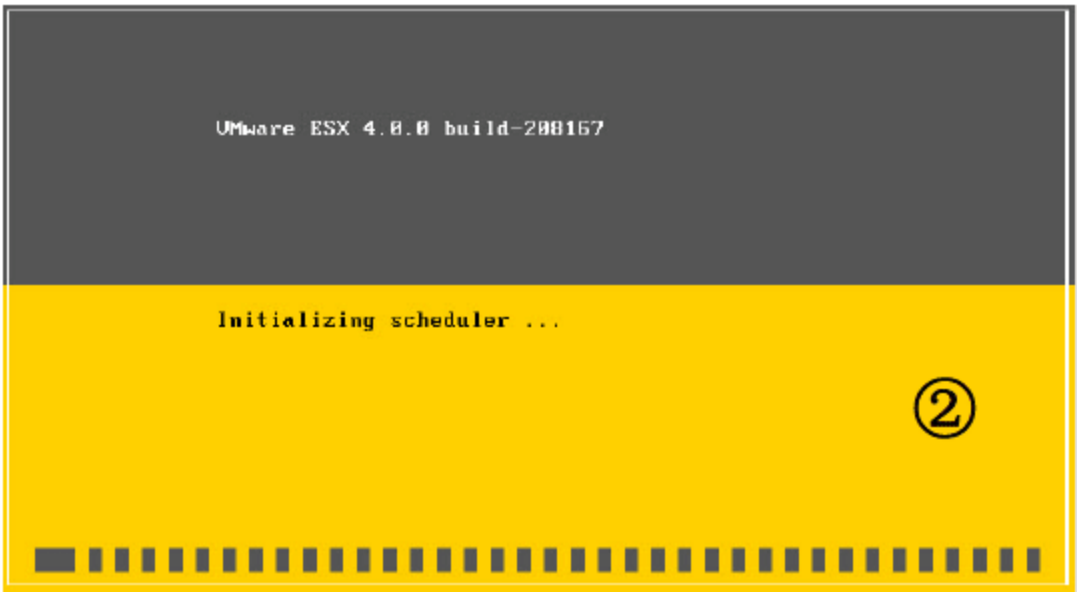 VMware ESX 4.0.0 build-208167
Initializing scheduler ...
②